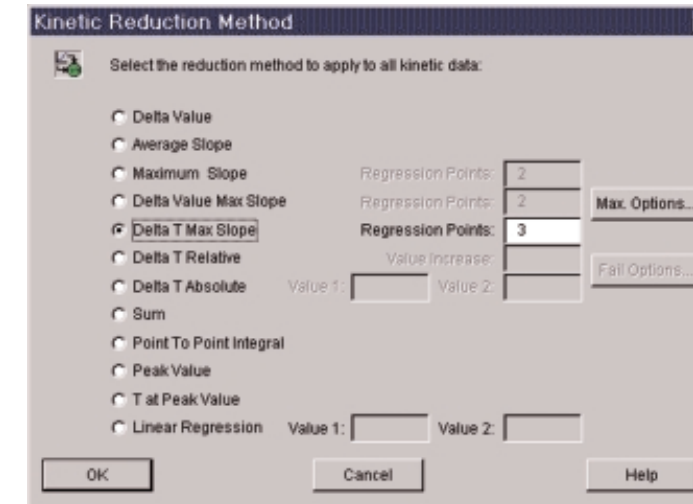 Kinetic Reduction Method
Select the reduction method to apply to all kinetic data:
Delta Value
Average Slope
Maximum Slope Regression Points: 2
Delta Value Max Slope Regression Points: 2 Max. Options...
Delta T Max Slope Regression Points: 3
Delta T Relative Value Increase: Fail Options...
Delta T Absolute Value 1: Value 2:
Sum
Point To Point Integral
Peak Value
T at Peak Value
Linear Regression Value 1: Value 2:
OK Cancel Help